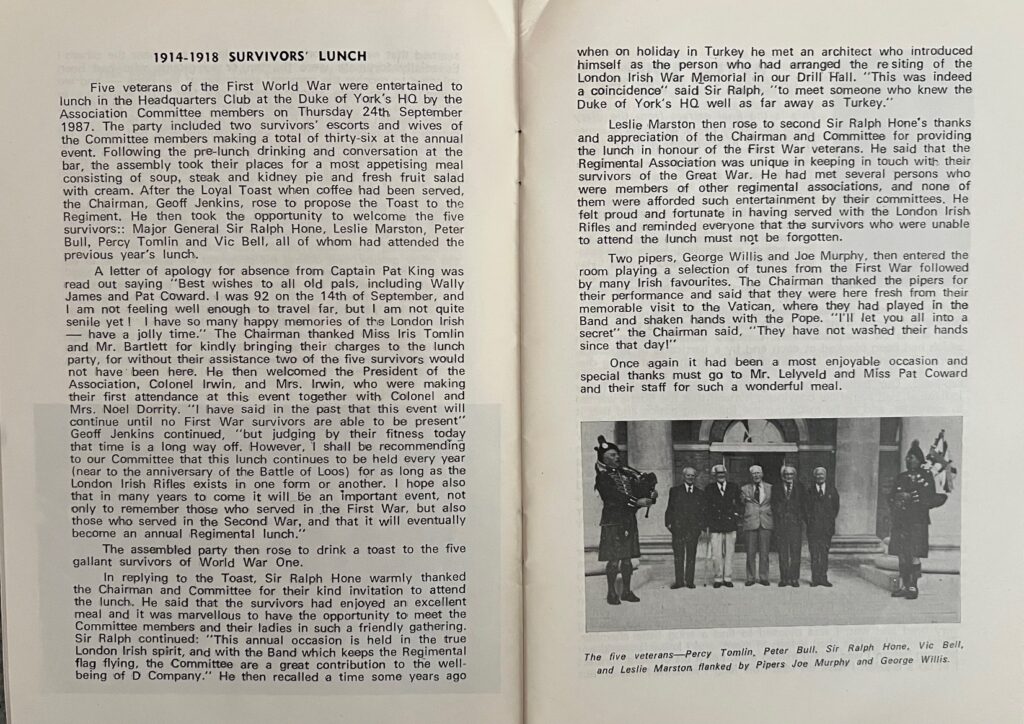 1914-1918 SURVIVORS' LUNCH
Five veterans of the First World War were entertained to
lunch in the Headquarters Club at the Duke of York's HQ by the
Association Committee members on Thursday 24th September
1987. The party included two survivors' escorts and wives of
the Committee members making a total of thirty-six at the annual
event. Following the pre-lunch drinking and conversation at the
bar, the assembly took their places for a most appetising meal
consisting of soup, steak and kidney pie and fresh fruit salad
with cream. After the Loyal Toast when coffee had been served,
the Chairman, Geoff Jenkins, rose to propose the Toast to the
Regiment. He then took the opportunity to welcome the five
survivors:: Major General Sir Ralph Hone, Leslie Marston, Peter
Bull, Percy Tomlin and Vic Bell, all of whom had attended the
previous year's lunch.
A letter of apology for absence from Captain Pat King was
read out saying "Best wishes to all old pals, including Wally
James and Pat Coward. I was 92 on the 14th of September, and
I am not feeling well enough to travel far, but I am not quite
senile yet! I have so many happy memories of the London Irish
— have a jolly time." The Chairman thanked Miss Iris Tomlin
and Mr. Bartlett for kindly bringing their charges to the lunch
party, for without their assistance two of the five survivors would
not have been here. He then welcomed the President of the
Association, Colonel Irwin, and Mrs. Irwin, who were making
their first attendance at this event together with Colonel and
Mrs. Noel Dorrity. "I have said in the past that this event will
continue until no First War survivors are able to be present"
Geoff Jenkins continued, "but judging by their fitness today
that time is a long way off. However, I shall be recommending
to our Committee that this lunch continues to be held every year
(near to the anniversary of the Battle of Loos) for as long as the
London Irish Rifles exists in one form or another. I hope also
that in many years to come it will be an important event, not
only to remember those who served in the First War, but also
those who served in the Second War, and that it will eventually
become an annual Regimental lunch."
The assembled party then rose to drink a toast to the five
gallant survivors of World War One.
In replying to the Toast, Sir Ralph Hone warmly thanked
the Chairman and Committee for their kind invitation to attend
the lunch. He said that the survivors had enjoyed an excellent
meal and it was marvellous to have the opportunity to meet the
Committee members and their ladies in such a friendly gathering.
Sir Ralph continued: "This annual occasion is held in the true
London Irish spirit, and with the Band which keeps the Regimental
flag flying, the Committee are a great contribution to the well-
being of D Company." He then recalled a time some years ago
when on holiday in Turkey he met an architect who introduced
himself as the person who had arranged the re siting of the
London Irish War Memorial in our Drill Hall. "This was indeed
a coincidence" said Sir Ralph, "to meet someone who knew the
Duke of York's HQ well as far away as Turkey."
Leslie Marston then rose to second Sir Ralph Hone's thanks
and appreciation of the Chairman and Committee for providing
the lunch in honour of the First War veterans. He said that the
Regimental Association was unique in keeping in touch with their
survivors of the Great War. He had met several persons who
were members of other regimental associations, and none of
them were afforded such entertainment by their committees. He
felt proud and fortunate in having served with the London Irish
Rifles and reminded everyone that the survivors who were unable
to attend the lunch must not be forgotten.
Two pipers, George Willis and Joe Murphy, then entered the
room playing a selection of tunes from the First War followed
by many Irish favourites. The Chairman thanked the pipers for
their performance and said that they were here fresh from their
memorable visit to the Vatican, where they had played in the
Band and shaken hands with the Pope. "I'll let you all into a
secret" the Chairman said, "They have not washed their hands
since that day!"
Once again it had been a most enjoyable occasion and
special thanks must go to Mr. Lelyveld and Miss Pat Coward
and their staff for such a wonderful meal.
The five veterans—Percy Tomlin, Peter Bull, Sir Ralph Hone, Vic Bell,
and Leslie Marston flanked by Pipers Joe Murphy and George Willis.